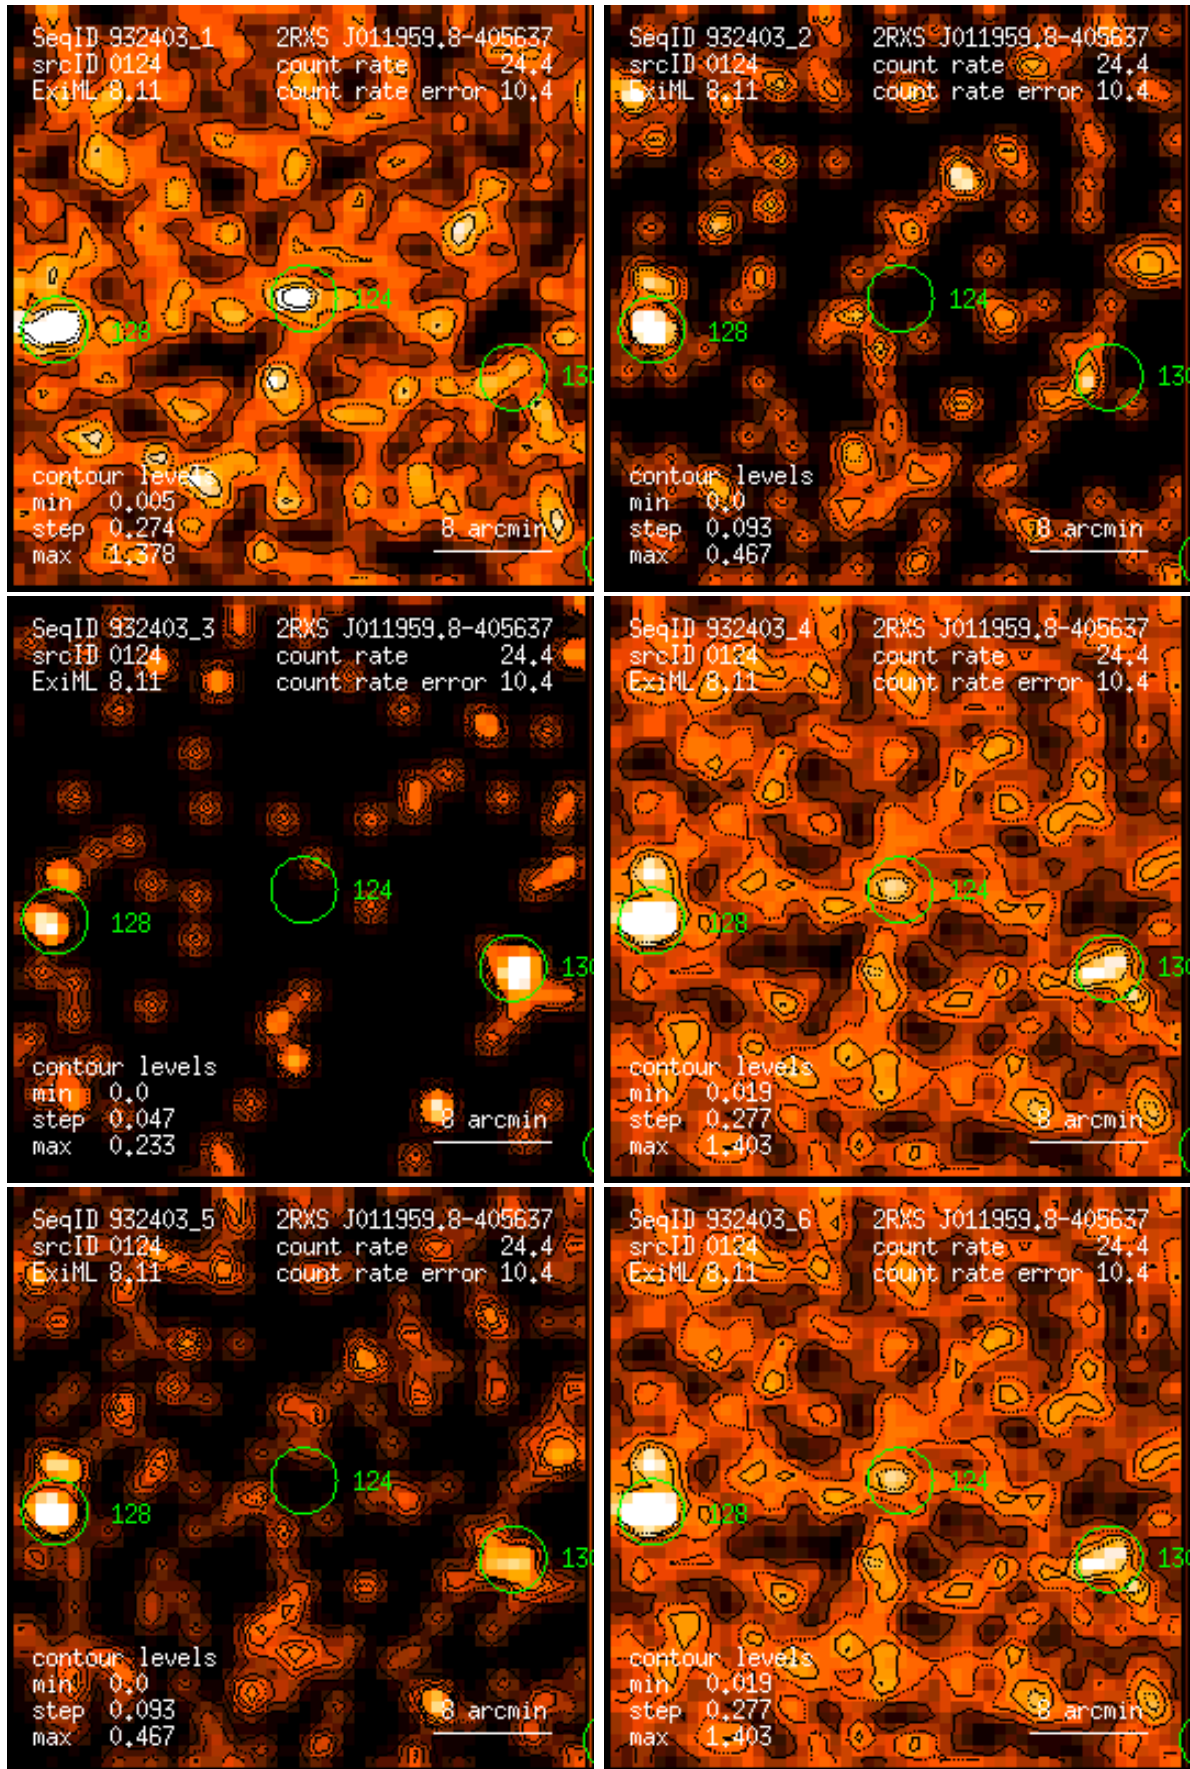 SeqID 932403_1 2RXS J011959.8-405637
srcID 0124 count rate 24.4
ExiML 8.11 count rate error 10.4
124
128
130
contour levels
min 0.005
step 0.274
max 1.378
8 arcmin
SeqID 932403_2 2RXS J011959.8-405637
srcID 0124 count rate 24.4
ExiML 8.11 count rate error 10.4
124
128
130
contour levels
min 0.0
step 0.093
max 0.467
8 arcmin
SeqID 932403_3 2RXS J011959.8-405637
srcID 0124 count rate 24.4
ExiML 8.11 count rate error 10.4
124
128
130
contour levels
min 0.0
step 0.047
max 0.233
8 arcmin
SeqID 932403_4 2RXS J011959.8-405637
srcID 0124 count rate 24.4
ExiML 8.11 count rate error 10.4
124
128
130
contour levels
min 0.019
step 0.277
max 1.403
8 arcmin
SeqID 932403_5 2RXS J011959.8-405637
srcID 0124 count rate 24.4
ExiML 8.11 count rate error 10.4
124
128
130
contour levels
min 0.0
step 0.093
max 0.467
8 arcmin
SeqID 932403_6 2RXS J011959.8-405637
srcID 0124 count rate 24.4
ExiML 8.11 count rate error 10.4
124
128
130
contour levels
min 0.019
step 0.277
max 1.403
8 arcmin